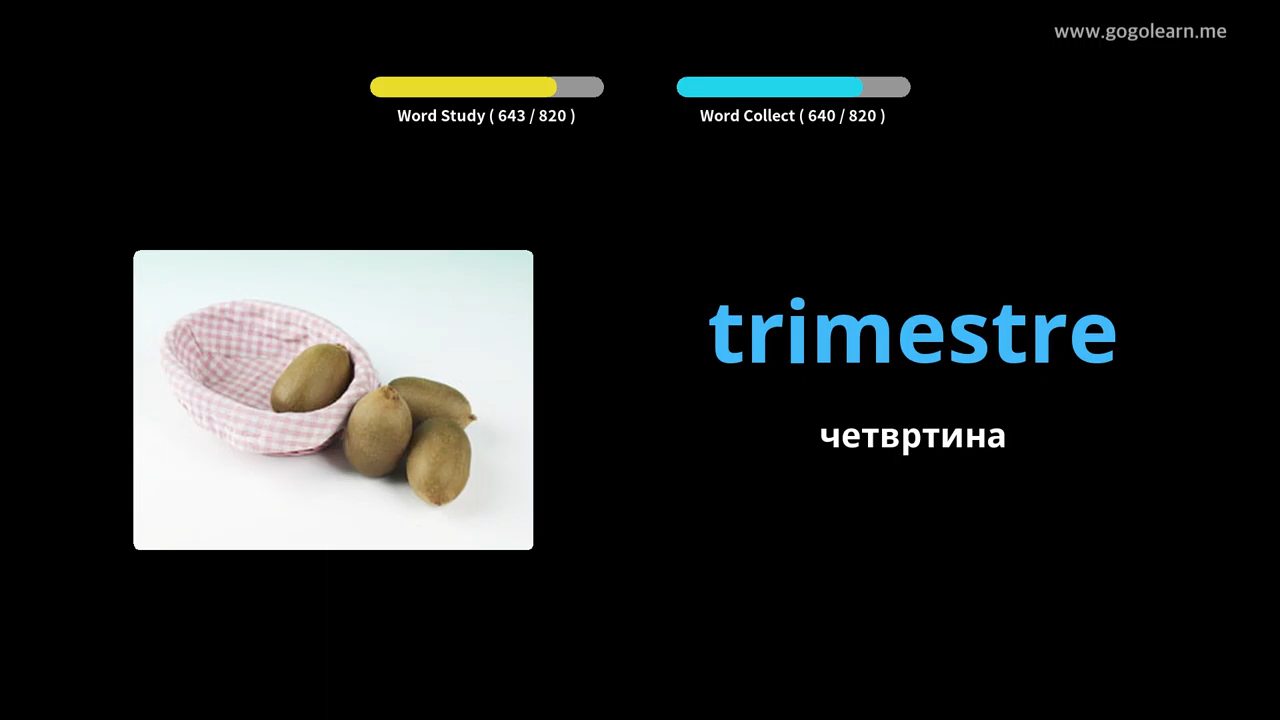 www.gogolearn.me
Word Study ( 643 / 820 )
Word Collect ( 640 / 820 )
trimestre
четвртина